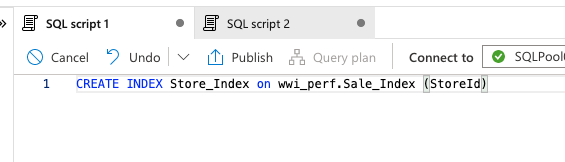 SQL script 1
SQL script 2
Cancel
Undo
Publish
Query plan
Connect to
1
CREATE INDEX Store_Index on wwi_perf.Sale_Index (StoreId)